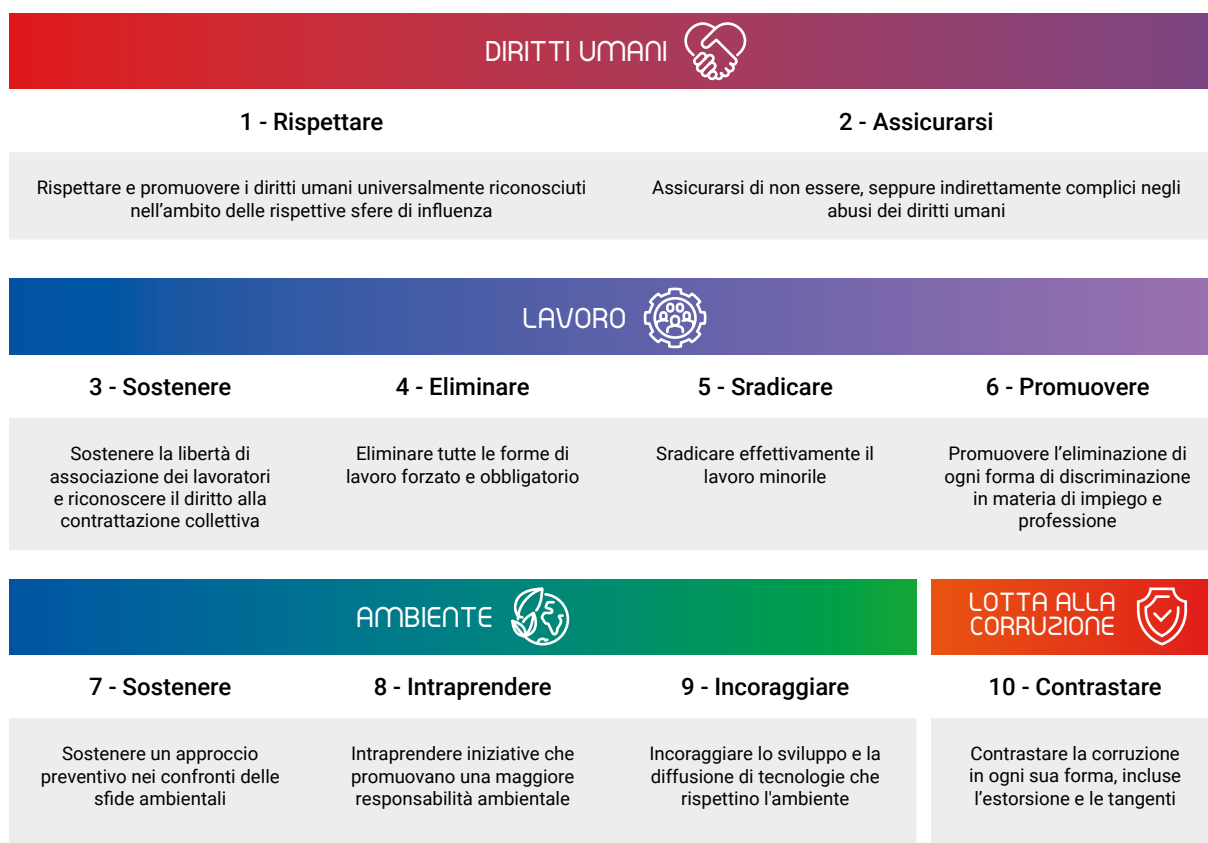 DIRITTI UMANI
1 - Rispettare
2 - Assicurarsi
Rispettare e promuovere i diritti umani universalmente riconosciuti
nell'ambito delle rispettive sfere di influenza
Assicurarsi di non essere, seppure indirettamente complici negli
abusi dei diritti umani
LAVORO
3 - Sostenere
4 - Eliminare
5 - Sradicare
6 - Promuovere
Sostenere la libertà di
associazione dei lavoratori
e riconoscere il diritto alla
contrattazione collettiva
Eliminare tutte le forme di
lavoro forzato e obbligatorio
Sradicare effettivamente il
lavoro minorile
Promuovere l'eliminazione di
ogni forma di discriminazione
in materia di impiego e
professione
AMBIENTE
LOTTA ALLA
CORRUZIONE
7 - Sostenere
8 - Intraprendere
9 - Incoraggiare
10 - Contrastare
Sostenere un approccio
preventivo nei confronti delle
sfide ambientali
Intraprendere iniziative che
promuovano una maggiore
responsabilità ambientale
Incoraggiare lo sviluppo e la
diffusione di tecnologie che
rispettino l'ambiente
Contrastare la corruzione
in ogni sua forma, incluse
l'estorsione e le tangenti